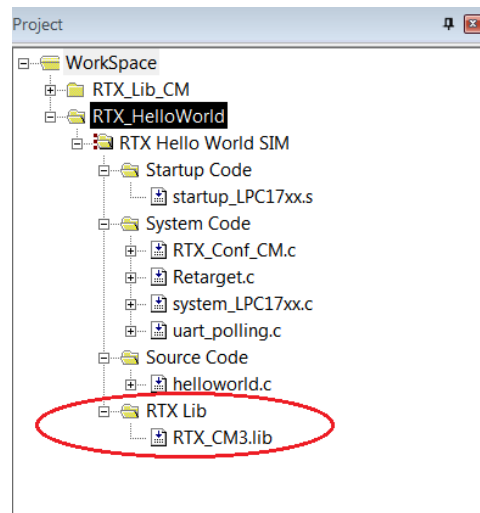 Project
WorkSpace
RTX_Lib_CM
RTX_HelloWorld
RTX Hello World SIM
Startup Code
startup_LPC17xx.s
System Code
RTX_Conf_CM.c
Retarget.c
system_LPC17xx.c
uart_polling.c
Source Code
helloworld.c
RTX Lib
RTX_CM3.lib